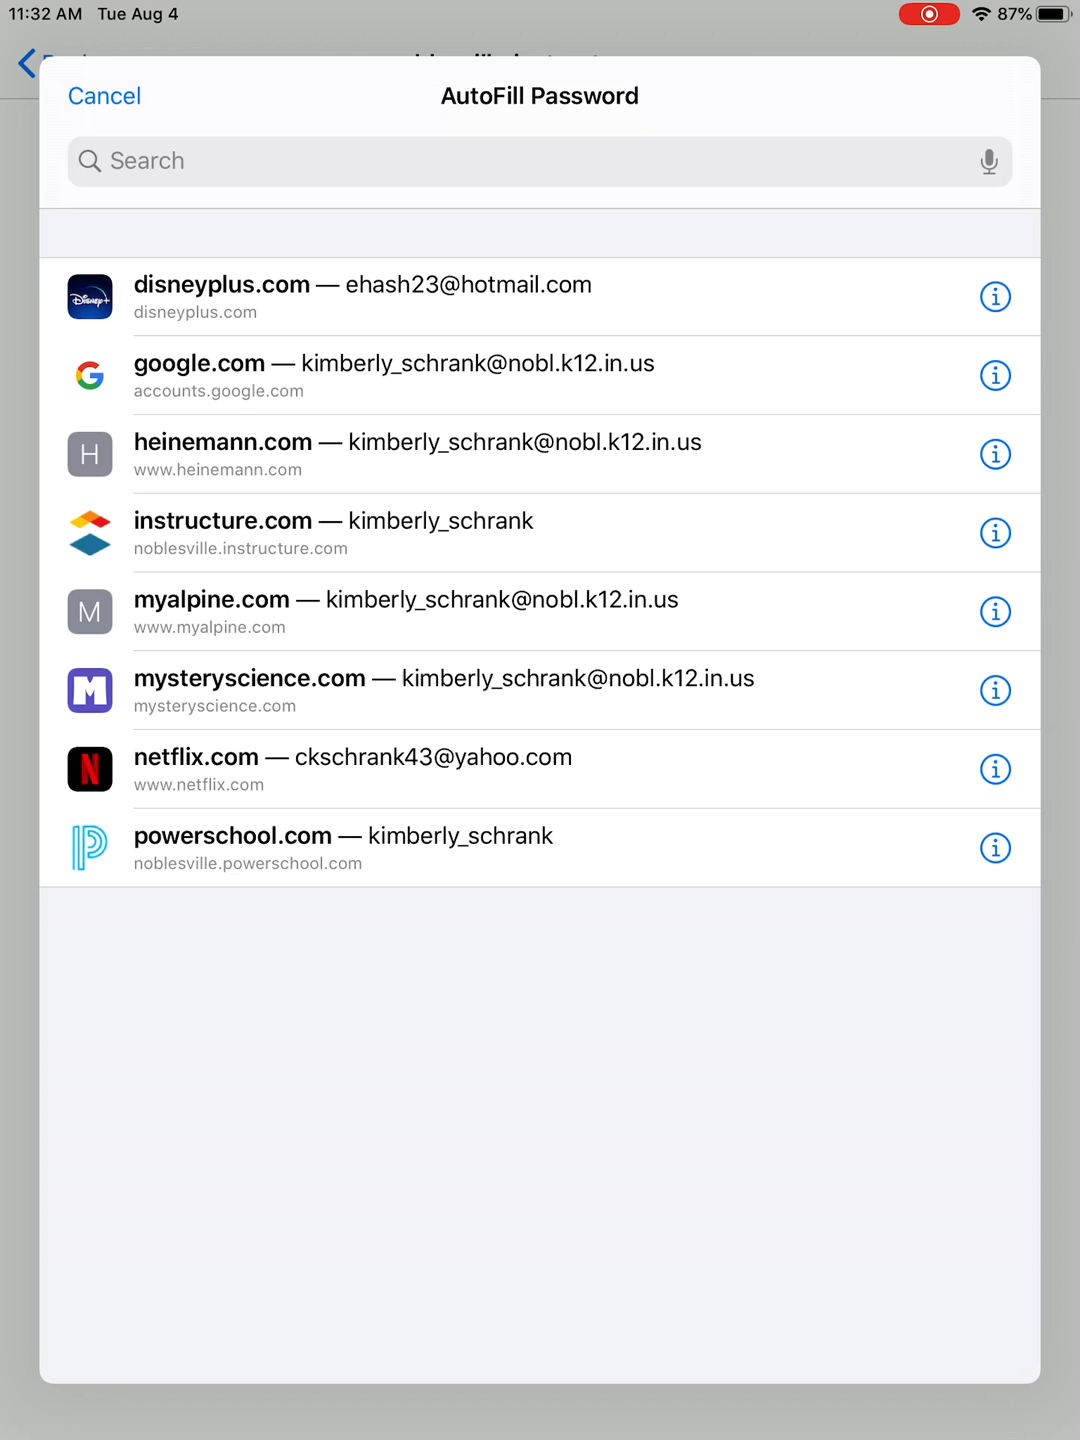 11:32 AM Tue Aug 4 87%
Cancel AutoFill Password
Search
disneyplus.com — ehash23@hotmail.com
disneyplus.com
google.com — kimberly_schrank@nobl.k12.in.us
accounts.google.com
H heinemann.com — kimberly_schrank@nobl.k12.in.us
www.heinemann.com
instructure.com — kimberly_schrank
noblesville.instructure.com
M myalpine.com — kimberly_schrank@nobl.k12.in.us
www.myalpine.com
mysteryscience.com — kimberly_schrank@nobl.k12.in.us
mysteryscience.com
netflix.com — ckschrank43@yahoo.com
www.netflix.com
powerschool.com — kimberly_schrank
noblesville.powerschool.com